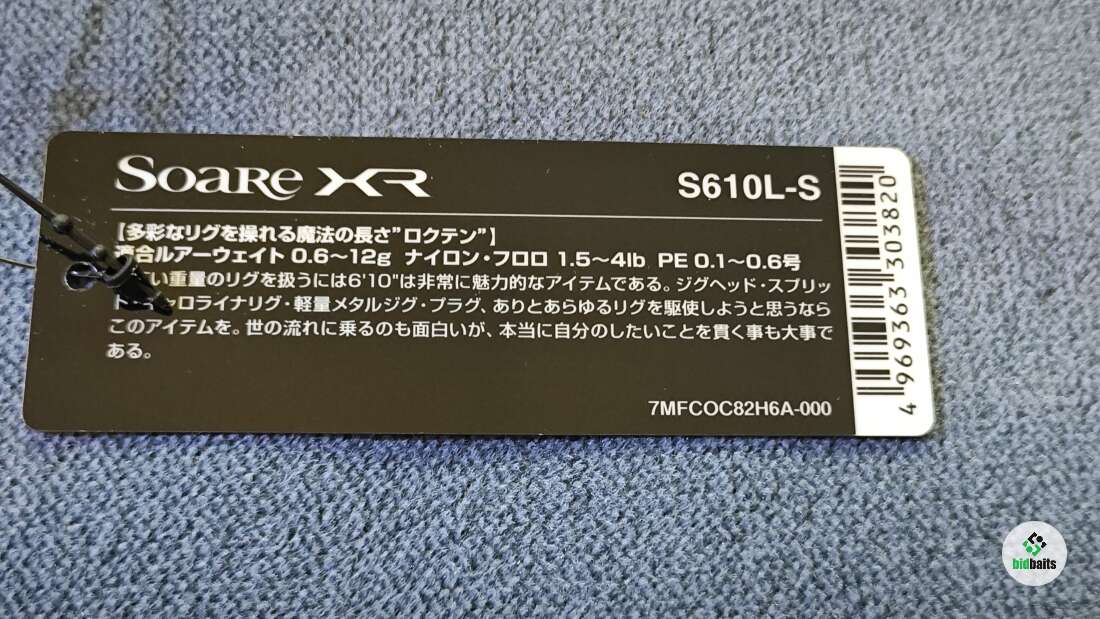 SOARE XR
S610L-S
【多彩なリグを操れる魔法の長さ"ロクテン"】
適合ルアーウェイト 0.6〜12g ナイロン・フロロ 1.5〜4lb PE 0.1〜0.6号
い重量のリグを扱うには6'10"は非常に魅力的なアイテムである。ジグヘッド・スプリッ
ト・キャロライナリグ・軽量メタルジグ・プラグ、ありとあらゆるリグを駆使しようと思うなら
このアイテムを。世の流れに乗るのも面白いが、本当に自分のしたいことを貫く事も大事で
ある。
7MFCOC82H6A-000
4 969363 303820
bidbaits